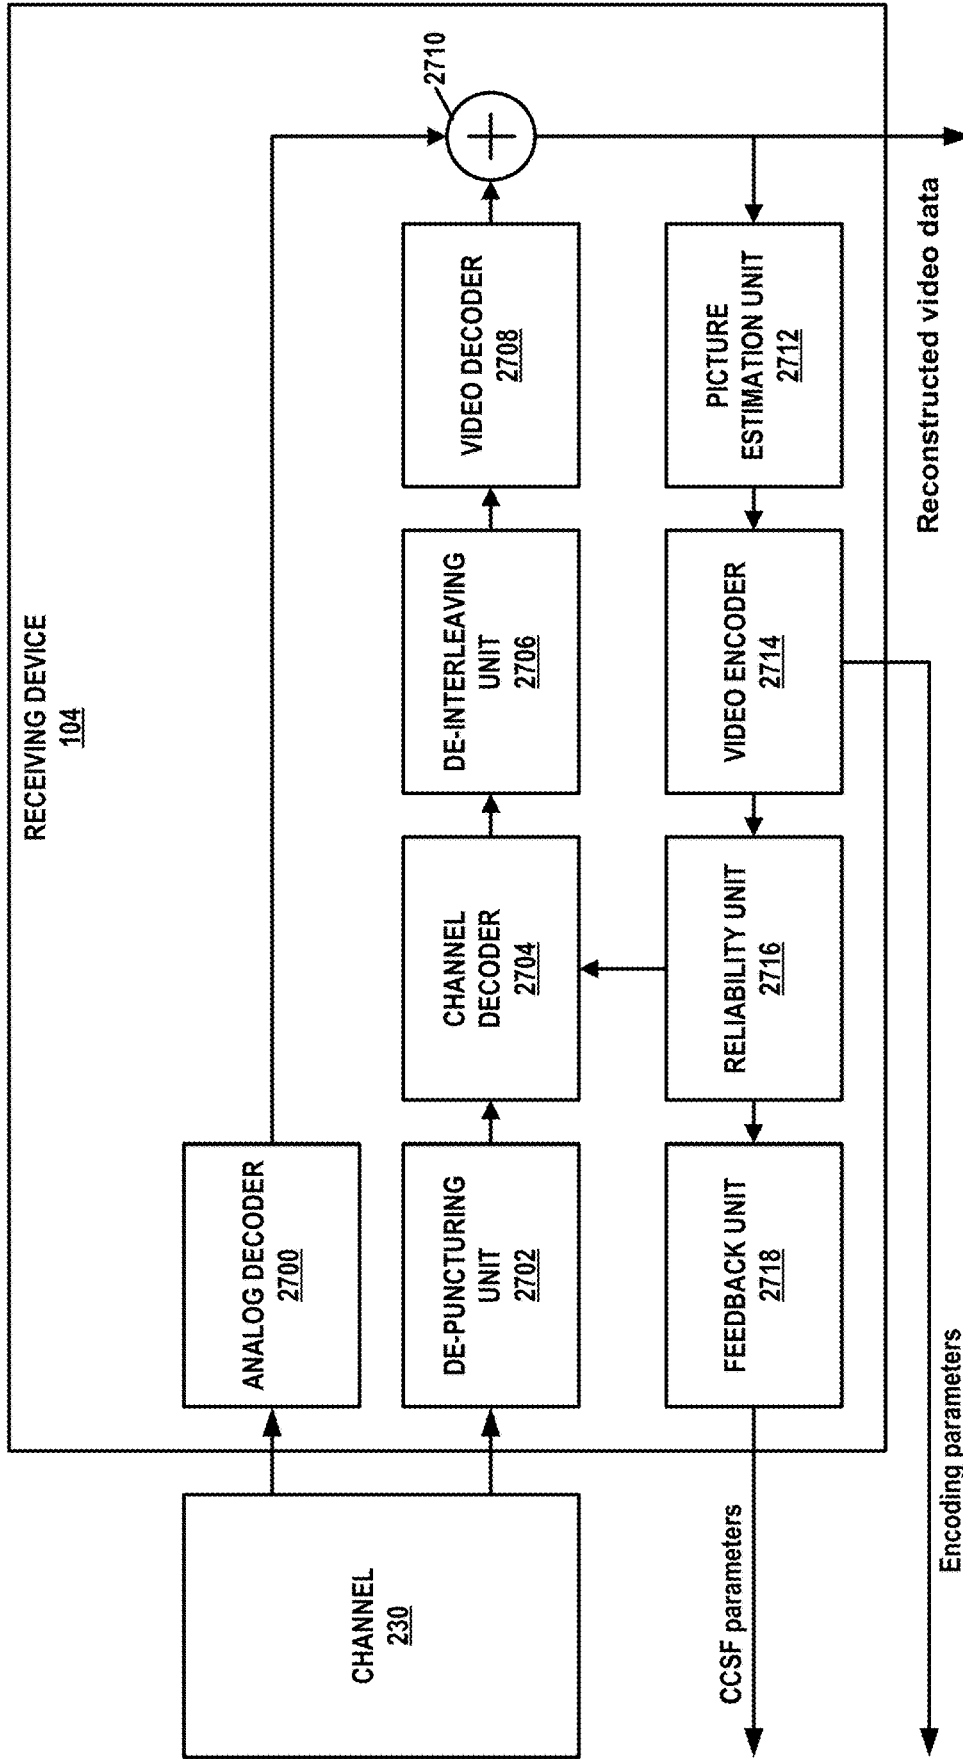 RECEIVING DEVICE
104
CHANNEL
230
ANALOG DECODER
2700
DE-PUNCTURING
UNIT
2702
CHANNEL
DECODER
2704
DE-INTERLEAVING
UNIT
2706
VIDEO DECODER
2708
2710
FEEDBACK UNIT
2718
RELIABILITY UNIT
2716
VIDEO ENCODER
2714
PICTURE
ESTIMATION UNIT
2712
CCSF parameters
Encoding parameters
Reconstructed video data